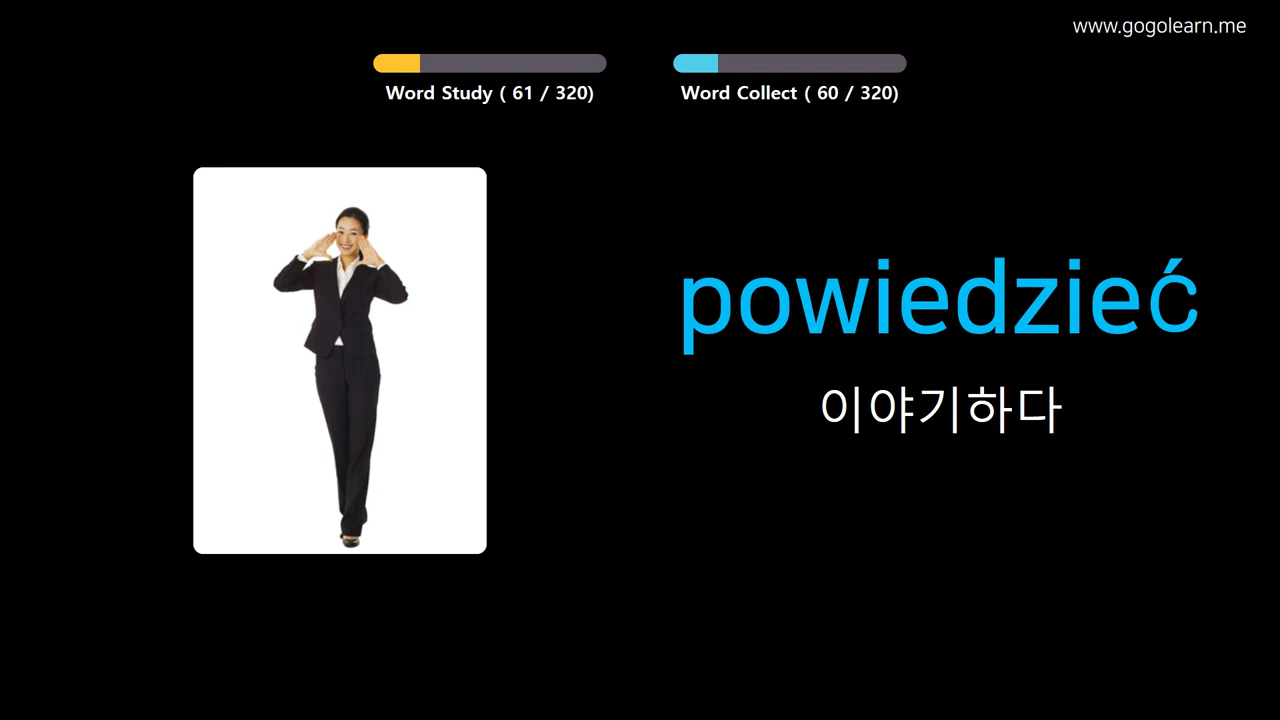 www.gogolearn.me
Word Study ( 61 / 320)
Word Collect ( 60 / 320)
powiedzieć
이야기하다